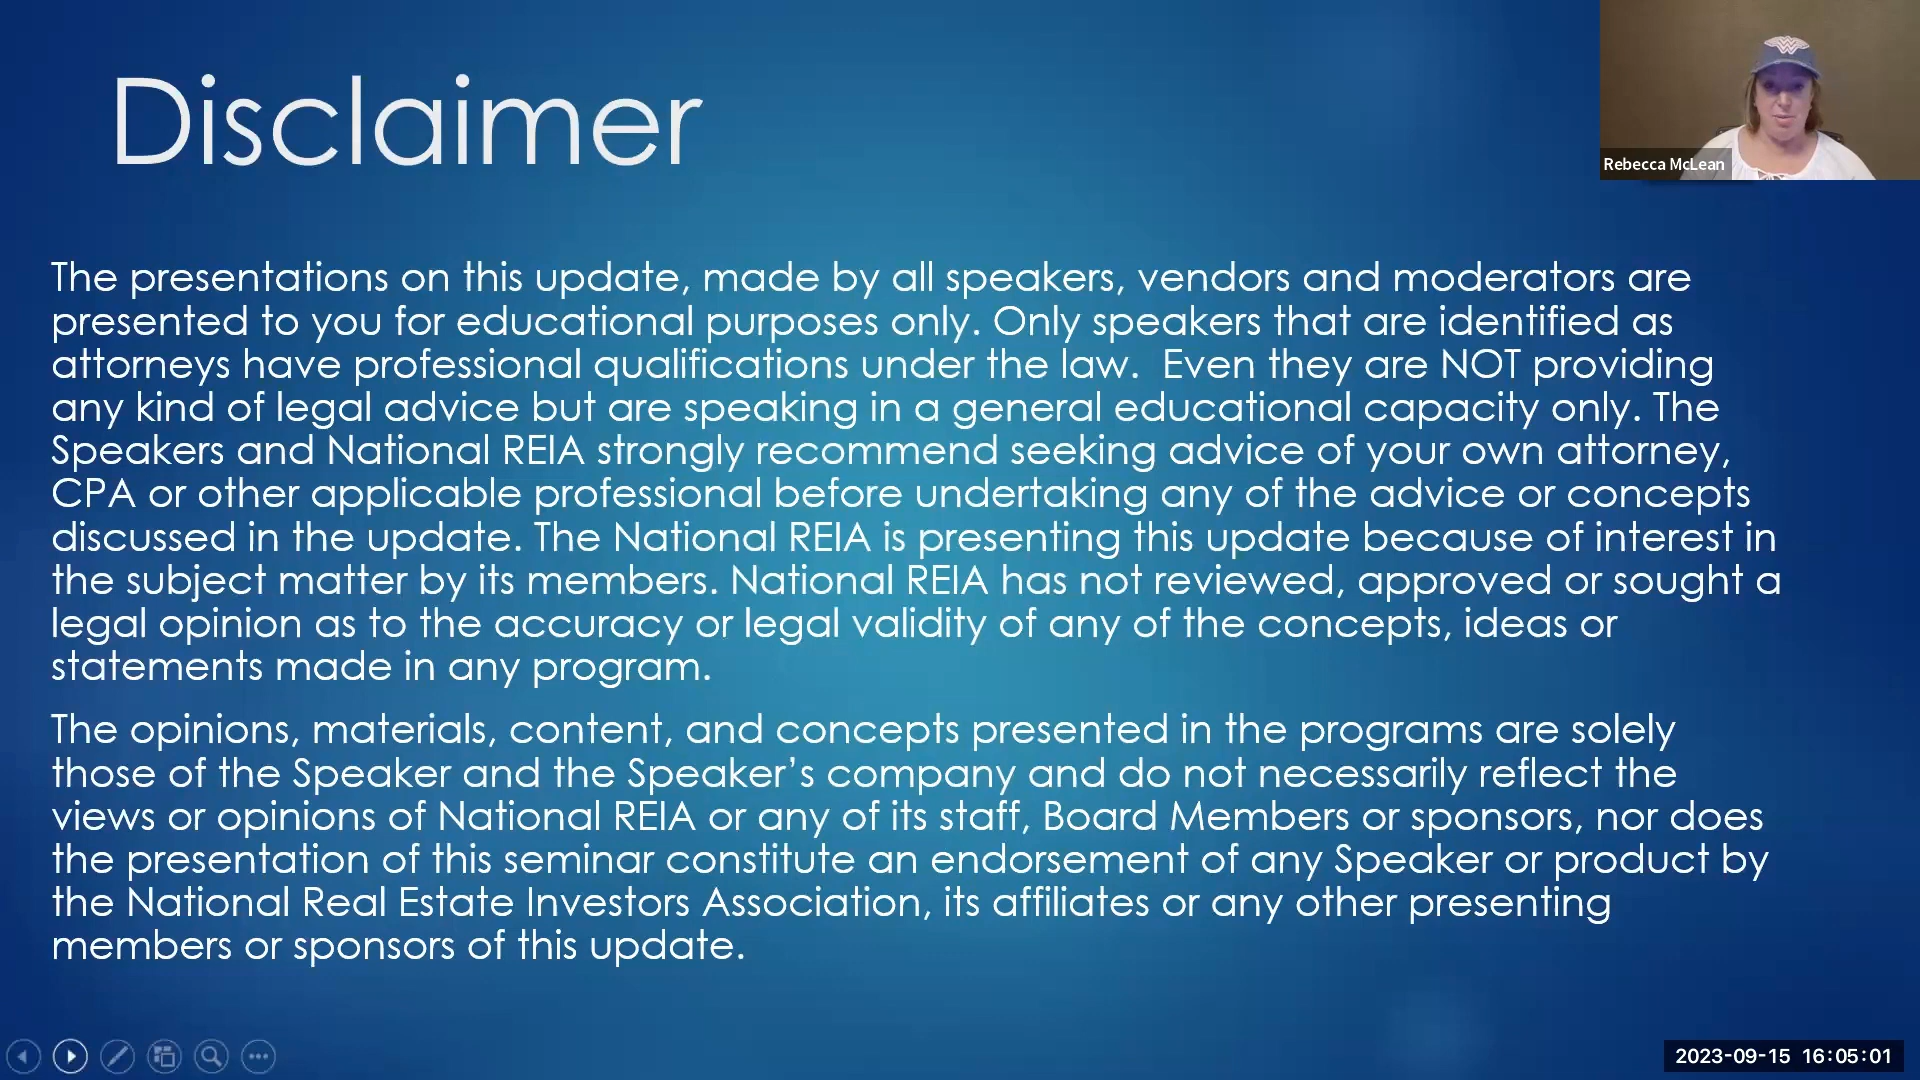 Disclaimer
Rebecca McLean
The presentations on this update, made by all speakers, vendors and moderators are
presented to you for educational purposes only. Only speakers that are identified as
attorneys have professional qualifications under the law.  Even they are NOT providing
any kind of legal advice but are speaking in a general educational capacity only. The
Speakers and National REIA strongly recommend seeking advice of your own attorney,
CPA or other applicable professional before undertaking any of the advice or concepts
discussed in the update. The National REIA is presenting this update because of interest in
the subject matter by its members. National REIA has not reviewed, approved or sought a
legal opinion as to the accuracy or legal validity of any of the concepts, ideas or
statements made in any program.
The opinions, materials, content, and concepts presented in the programs are solely
those of the Speaker and the Speaker’s company and do not necessarily reflect the
views or opinions of National REIA or any of its staff, Board Members or sponsors, nor does
the presentation of this seminar constitute an endorsement of any Speaker or product by
the National Real Estate Investors Association, its affiliates or any other presenting
members or sponsors of this update.
2023-09-15 16:05:01